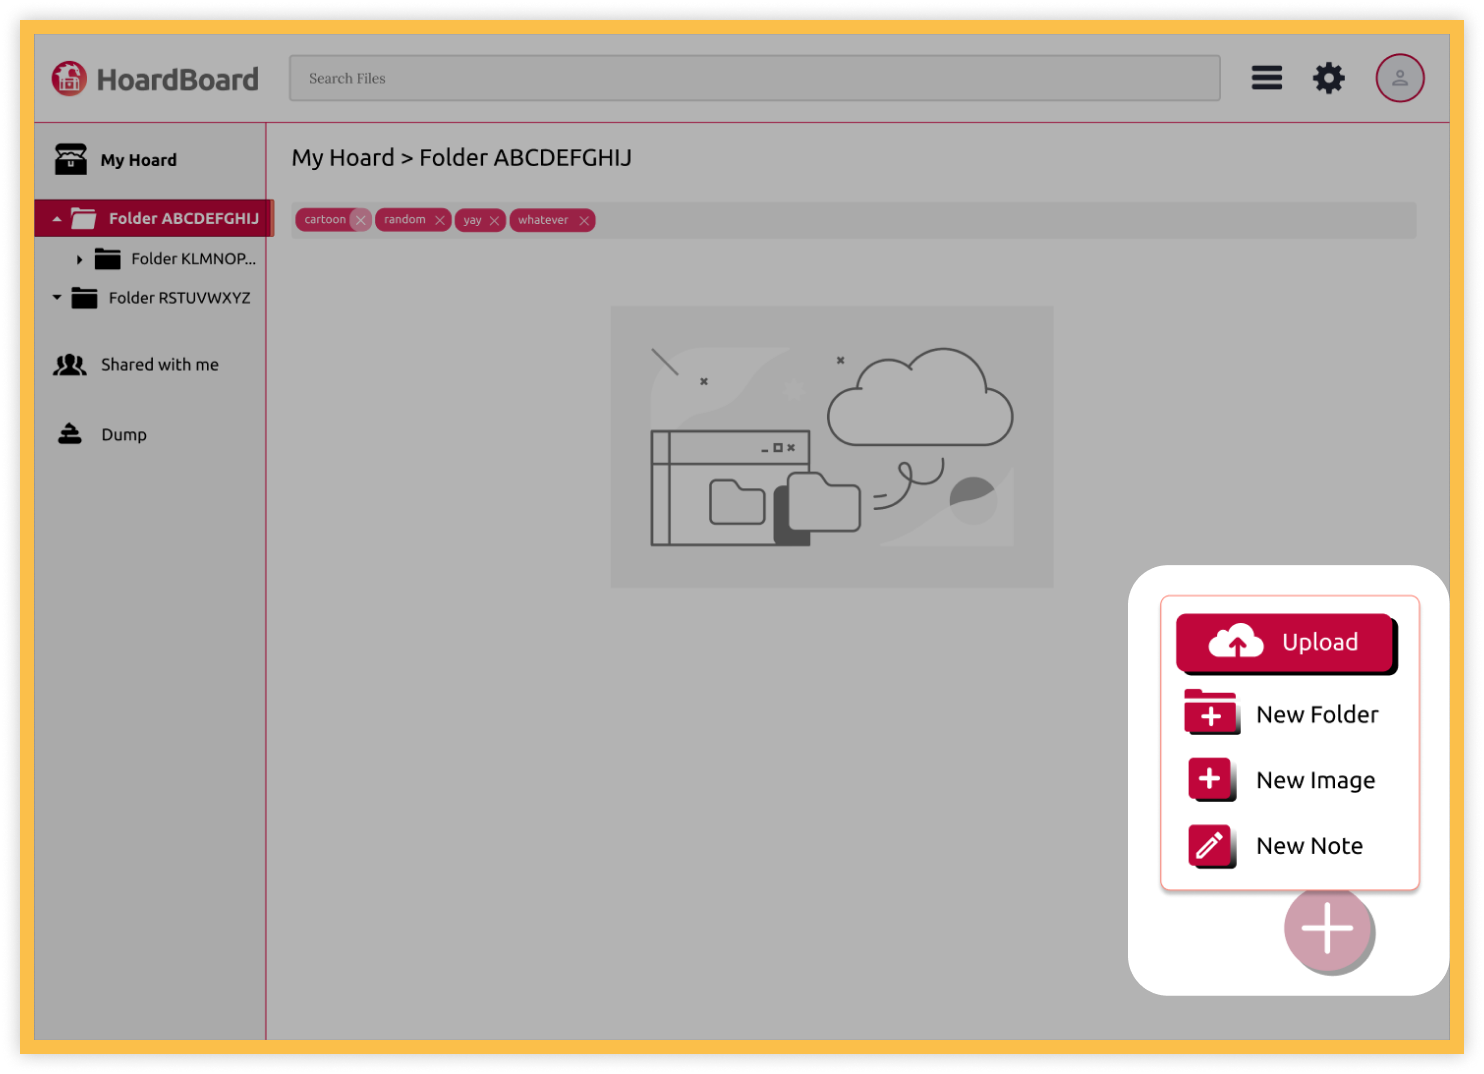 HoardBoard
Search Files
My Hoard
Folder ABCDEFGHIJ
Folder KLMNOP...
Folder RSTUVWXYZ
Shared with me
Dump
My Hoard > Folder ABCDEFGHIJ
cartoon
random
yay
whatever
Upload
New Folder
New Image
New Note